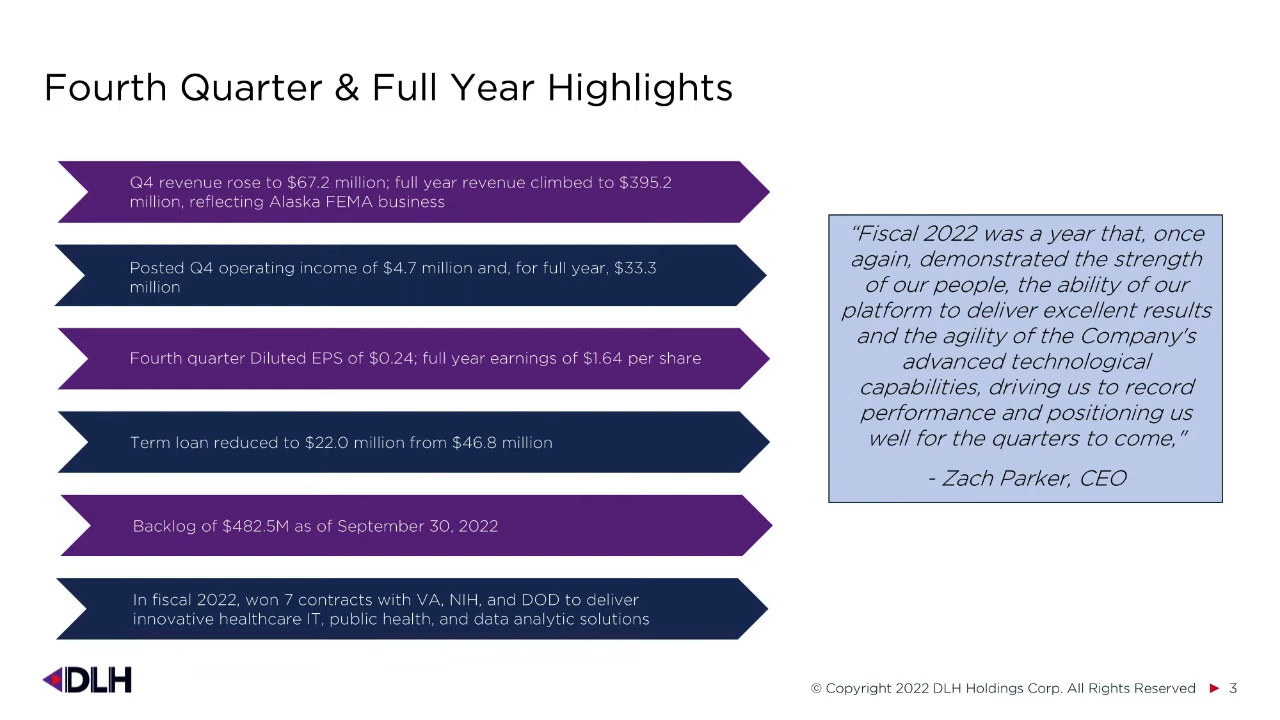 Fourth Quarter & Full Year Highlights
Q4 revenue rose to $67.2 million; full year revenue climbed to $395.2
million, reflecting Alaska FEMA business
Posted Q4 operating income of $4.7 million and, for full year, $33.3
million
Fourth quarter Diluted EPS of $0.24; full year earnings of $1.64 per share
Term loan reduced to $22.0 million from $46.8 million
Backlog of $482.5M as of September 30, 2022
In fiscal 2022, won 7 contracts with VA, NIH, and DOD to deliver
innovative healthcare IT, public health, and data analytic solutions
“Fiscal 2022 was a year that, once
again, demonstrated the strength
of our people, the ability of our
platform to deliver excellent results
and the agility of the Company's
advanced technological
capabilities, driving us to record
performance and positioning us
well for the quarters to come,"
- Zach Parker, CEO
DLH
© Copyright 2022 DLH Holdings Corp. All Rights Reserved ► 3